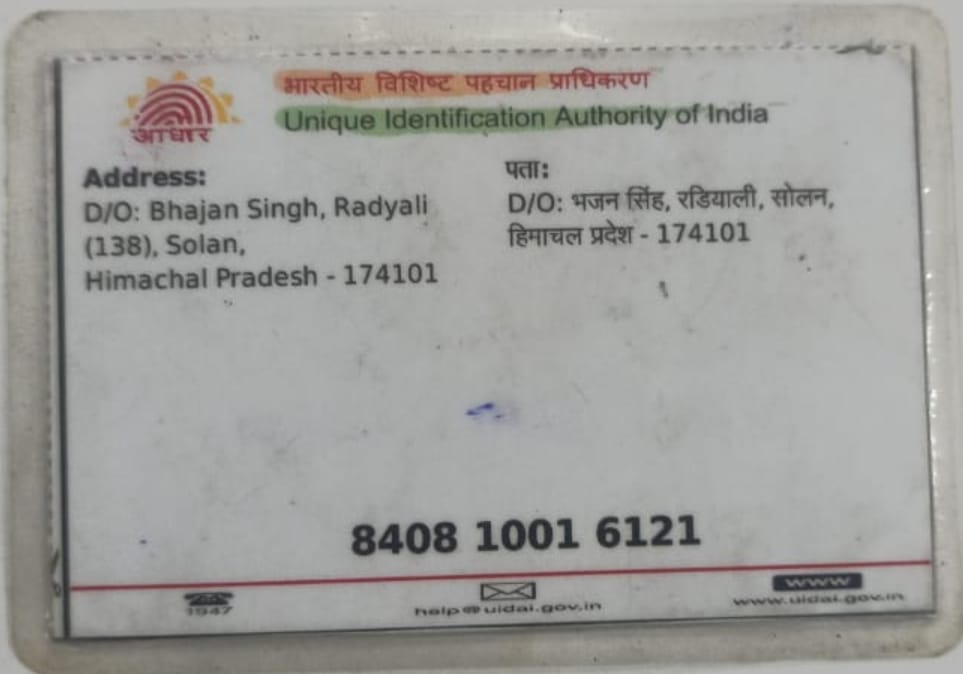 आधार
भारतीय विशिष्ट पहचान प्राधिकरण
Unique Identification Authority of India
Address:
D/O: Bhajan Singh, Radyali
(138), Solan,
Himachal Pradesh - 174101
पता:
D/O: भजन सिंह, रडियाली, सोलन,
हिमाचल प्रदेश - 174101
8408 1001 6121
1947
help@uidai.gov.in
www
www.uidai.gov.in